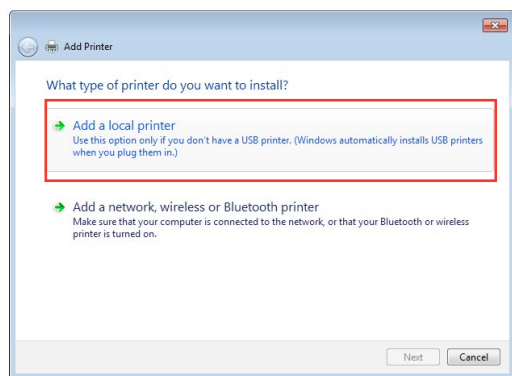 Add Printer
What type of printer do you want to install?
Add a local printer
Use this option only if you don't have a USB printer. (Windows automatically installs USB printers
when you plug them in.)
Add a network, wireless or Bluetooth printer
Make sure that your computer is connected to the network, or that your Bluetooth or wireless
printer is turned on.
Next
Cancel